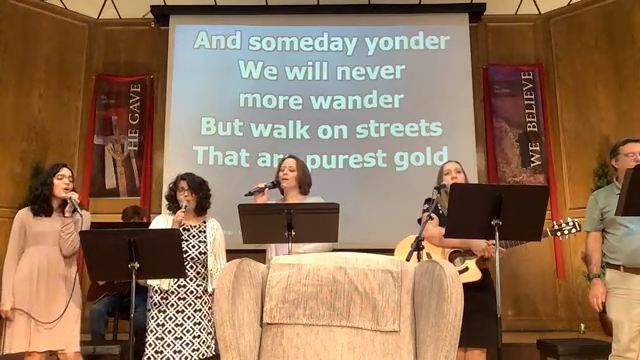 And someday yonder
We will never
more wander
But walk on streets
That are purest gold
HE GAVE
WE BELIEVE